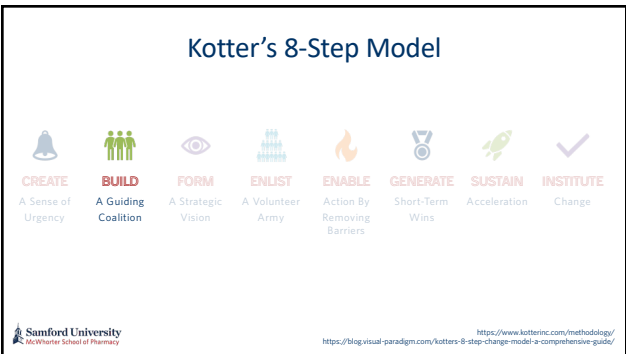 Kotter's 8-Step Model
CREATE
A Sense of
Urgency
BUILD
A Guiding
Coalition
FORM
A Strategic
Vision
ENLIST
A Volunteer
Army
ENABLE
Action By
Removing
Barriers
GENERATE
Short-Term
Wins
SUSTAIN
Acceleration
INSTITUTE
Change
Samford University
McWhorter School of Pharmacy
https://www.kotterinc.com/methodology/
https://blog.visual-paradigm.com/kotters-8-step-change-model-a-comprehensive-guide/